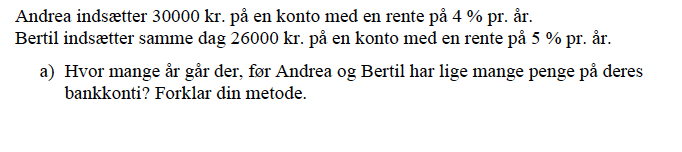 Andrea indsætter 30000 kr. på en konto med en rente på 4 % pr. år.
Bertil indsætter samme dag 26000 kr. på en konto med en rente på 5 % pr. år.
a) Hvor mange år går der, før Andrea og Bertil har lige mange penge på deres
bankkonti? Forklar din metode.